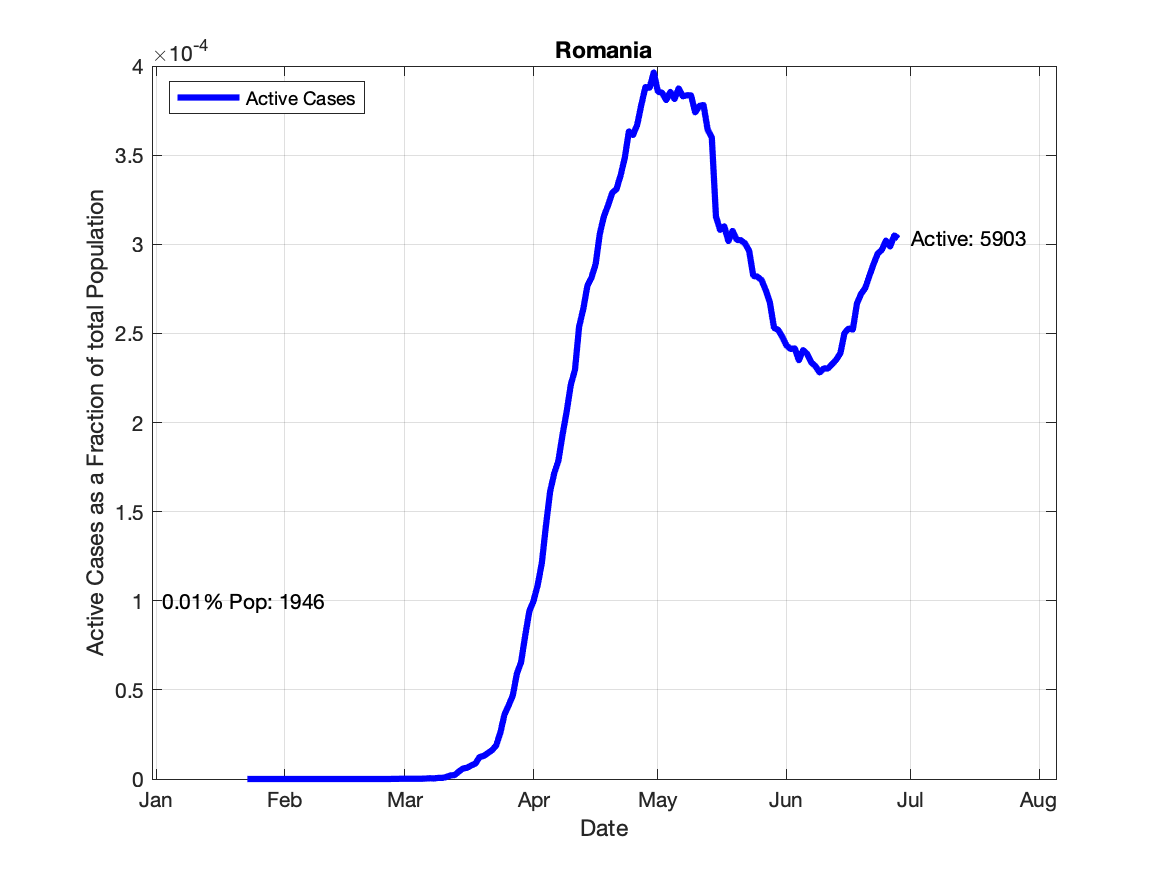 Romania
×10-4
4
Active Cases
3.5
3
Active: 5903
2.5
2
1.5
1
0.01% Pop: 1946
0.5
0
Active Cases as a Fraction of total Population
Jan Feb Mar Apr May Jun Jul Aug
Date